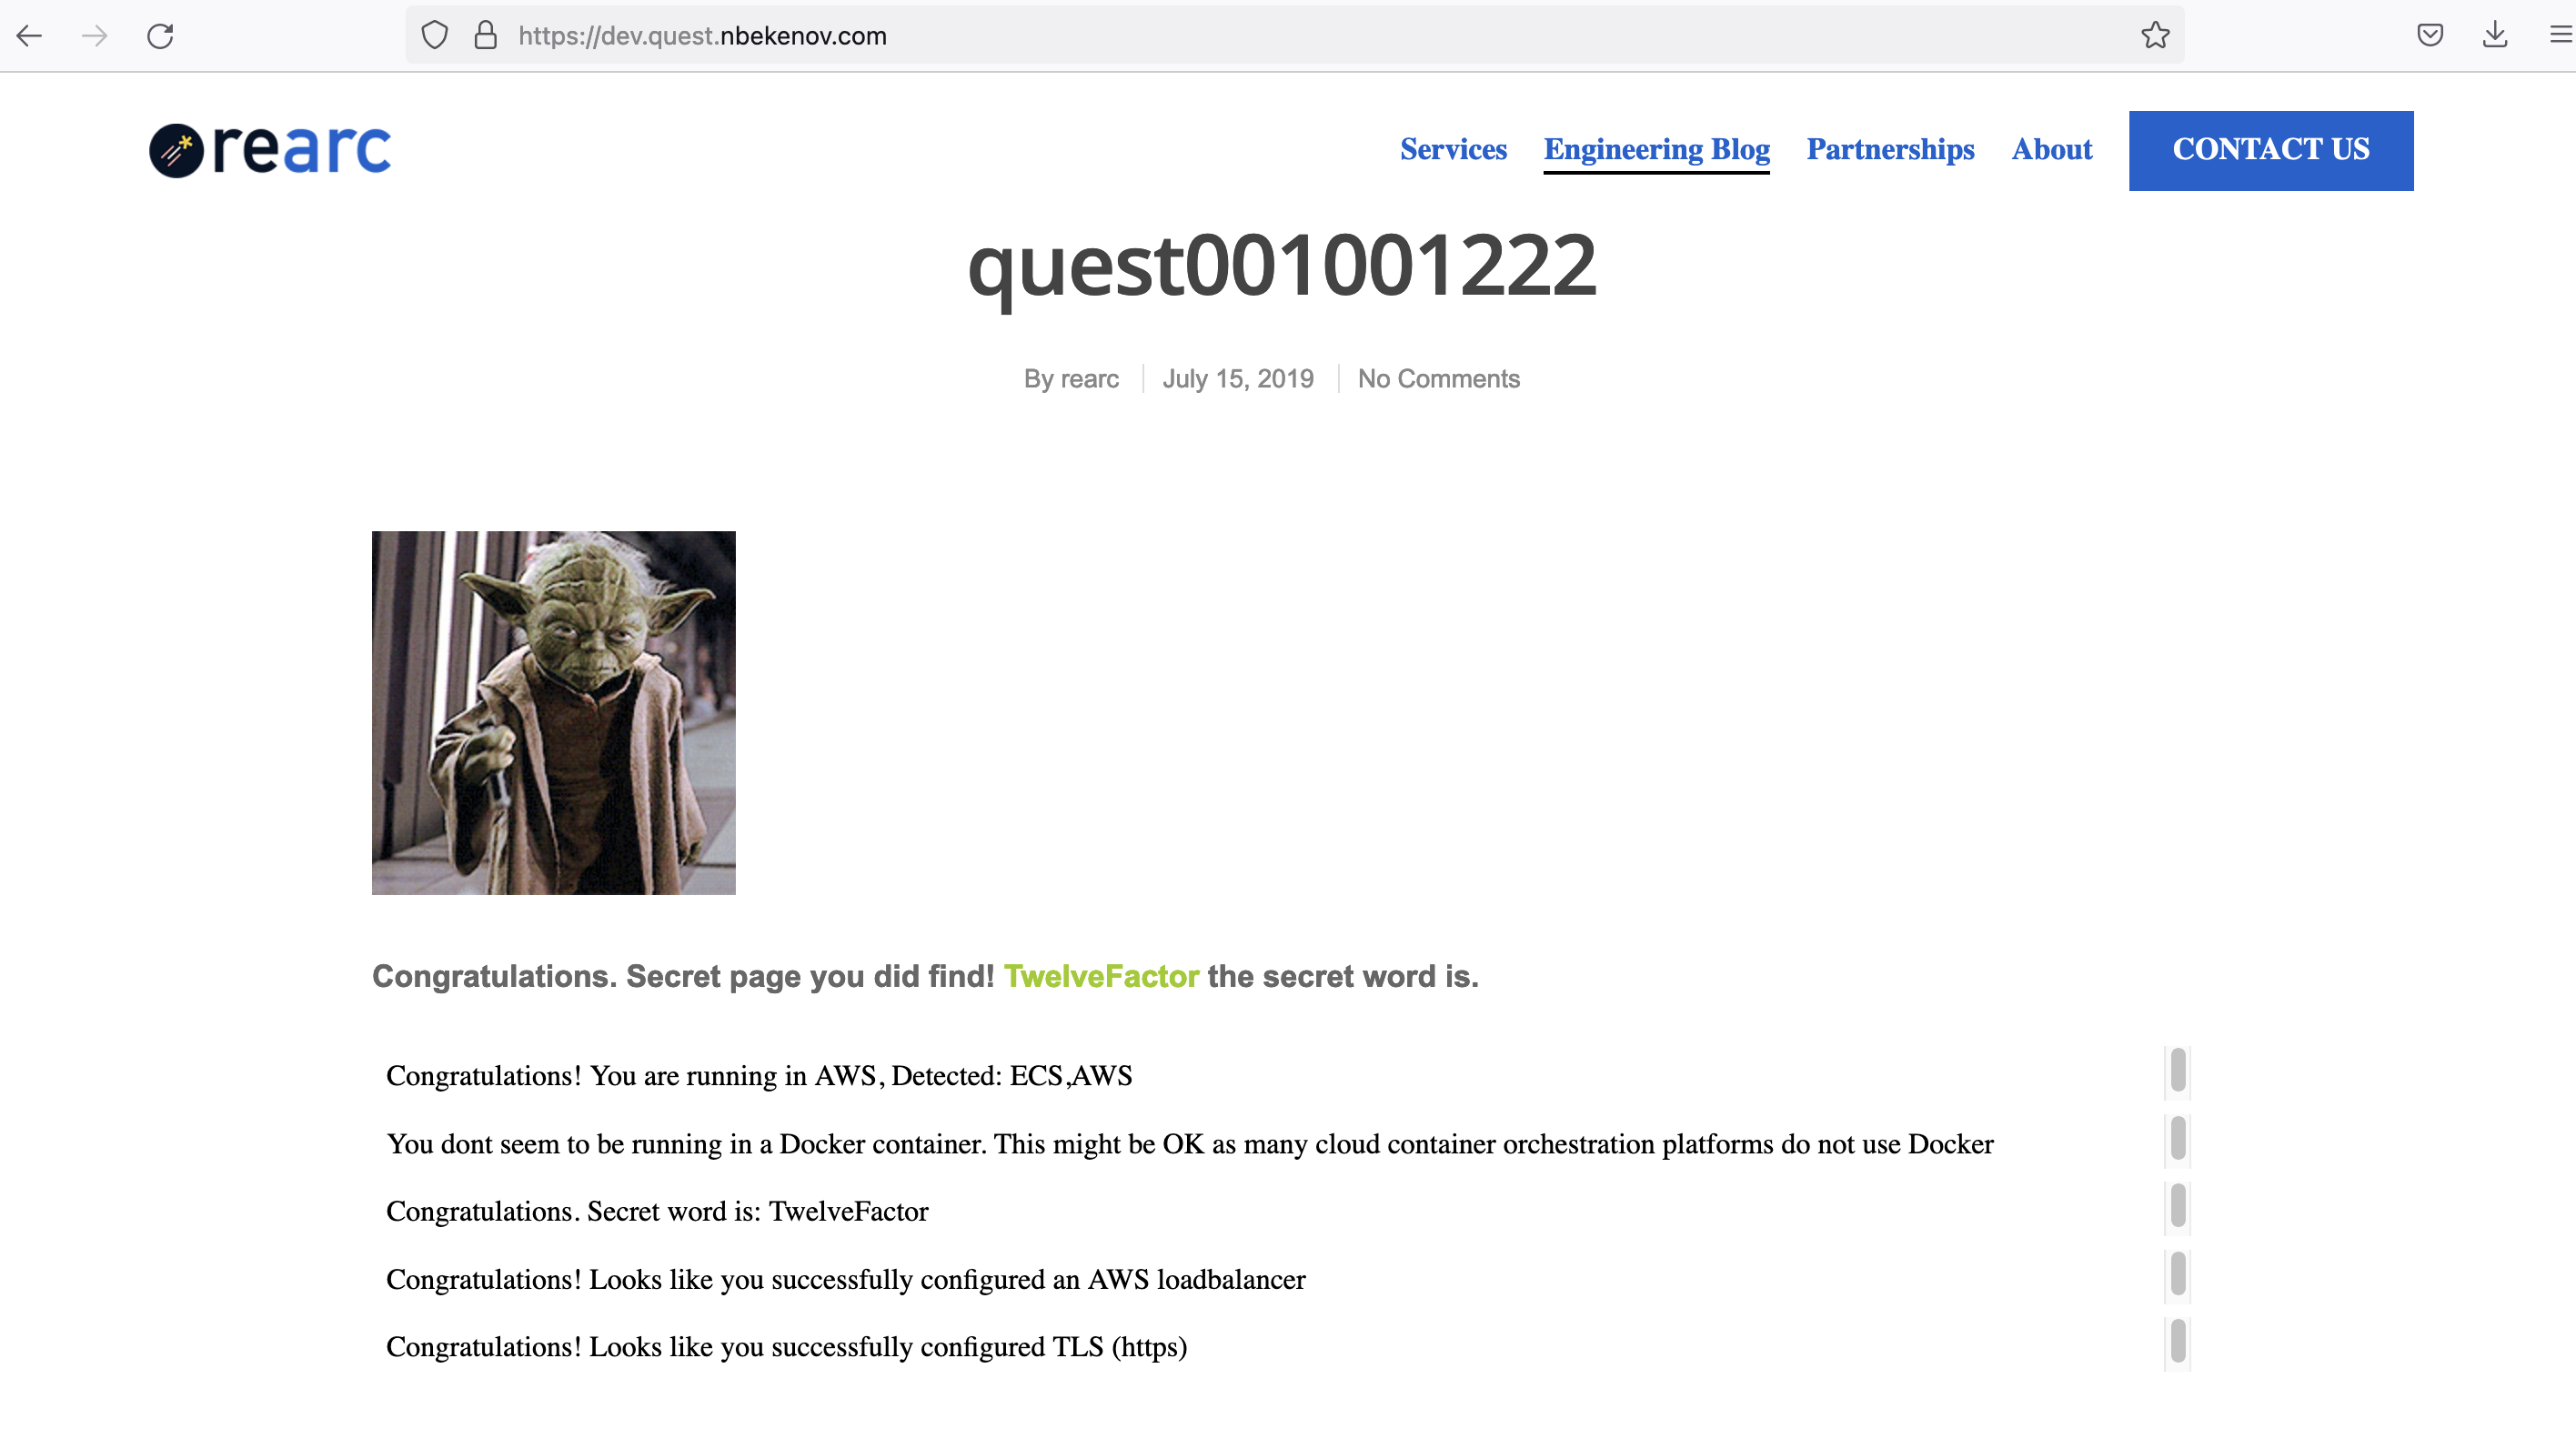 https://dev.quest.nbekenov.com
rearc
Services Engineering Blog Partnerships About CONTACT US
quest001001222
By rearc July 15, 2019 No Comments
Congratulations. Secret page you did find! TwelveFactor the secret word is.
Congratulations! You are running in AWS, Detected: ECS,AWS
You dont seem to be running in a Docker container. This might be OK as many cloud container orchestration platforms do not use Docker
Congratulations. Secret word is: TwelveFactor
Congratulations! Looks like you successfully configured an AWS loadbalancer
Congratulations! Looks like you successfully configured TLS (https)